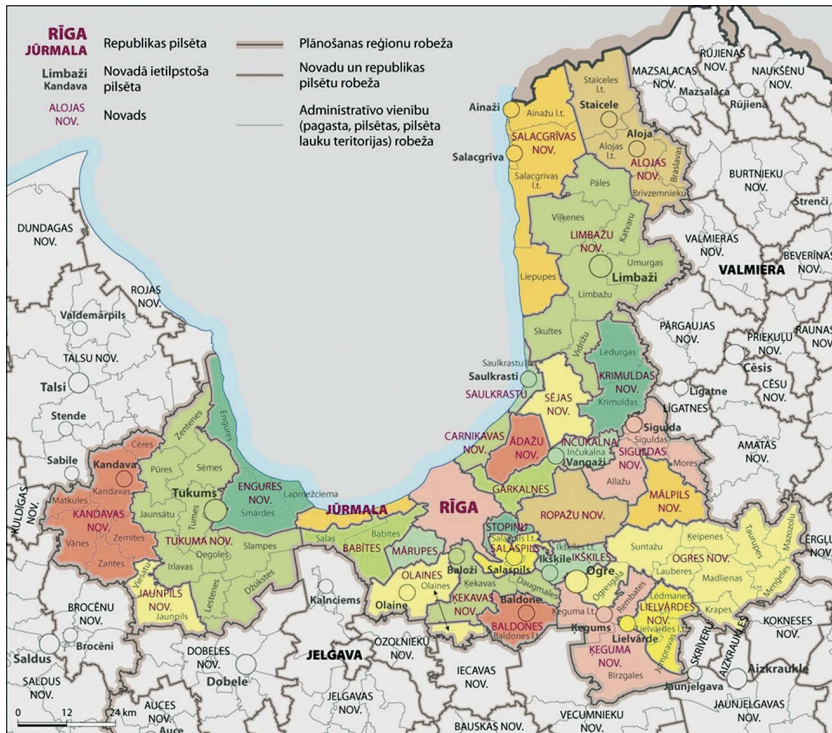 RĪGA
JŪRMALA
Republikas pilsēta
Limbaži
Kandava
Novadā ietilpstoša
pilsēta
ALOJAS
NOV.
Novads
Plānošanas reģionu robeža
Novadu un republikas
pilsētu robeža
Administratīvo vienību
(pagasta, pilsētas, pilsēta
lauku teritorijas) robeža
MAZSALACAS
NOV.
Mazsalaca
RŪJIENAS
NOV.
Rūjiena
NAUKŠĒNU
NOV.
Staiceles
l.t.
Staicele
Ainaži
Ainažu l.t.
SALACGRĪVAS
NOV.
Salacgrīva
Salacgrīvas
l.t.
Aloja
Alojas
l.t.
ALOJAS
NOV.
Braslavas
Brīvzemnieku
BURTNIEKU
NOV.
Strenči
Pāles
Viļķenes
Katvaru
LIMBAŽU
NOV.
Umurgas
Limbaži
Limbažu
Liepupes
VALMIERAS
NOV.
BEVERĪNAS
NOV.
VALMIERA
DUNDAGAS
NOV.
ROJAS
NOV.
Valdemārpils
TALSU NOV.
Talsi
Stende
Sabile
Skultes
Vidrižu
Lēdurgas
KRIMULDAS
NOV.
Krimuldas
PĀRGAUJAS
NOV.
PRIEKUĻU
NOV.
RAUNAS
NOV.
Cēsis
CĒSU
NOV.
Līgatne
LĪGATNES
NOV.
AMATAS
NOV.
Saulkrastu l.t.
Saulkrasti
SAULKRASTU
SĒJAS
NOV.
CARNIKAVAS
NOV.
ĀDAŽU
NOV.
INČUKALNA
Inčukalna
Vangaži
Sigulda
Siguldas
SIGULDAS
NOV.
Mores
Allažu
MĀLPILS
NOV.
GARKALNES
ROPAŽU NOV.
Cēres
Kandava
Kandavas
Matkules
KANDAVAS
NOV.
Vānes
Zemītes
Zantes
KULDĪGAS
NOV.
Zentenes
Pūres
Sēmes
Tukums
Jaunsātu
Tumes
TUKUMA NOV.
Degoles
Irlavas
Slampes
Lestenes
Džūkstes
Engures
ENGURES
NOV.
Smārdes
Lapmežciema
JŪRMALA
RĪGA
Salas
Babītes
BABĪTES
MĀRUPES
STOPIŅU
Salaspils l.t.
SALASPILS
Salaspils
Ikšķiles l.t.
IKŠĶILES
Ikšķile
Ogre
Ogresgala
Suntažu
Ķeipenes
OGRES NOV.
Lauberes
Madlienas
Taurupes
Mazozolu
Meņģeles
Krapes
ĒRGĻU
NOV.
Viesatu
JAUNPILS
NOV.
Jaunpils
OLAINES
Olaines
Olaine
Baloži
Ķekavas
Daugmales
ĶEKAVAS
NOV.
Baldone
BALDONES
Baldones l.t.
Ķeguma l.t.
Rembates
Ķegums
Lēdmanes
LIELVĀRDES
NOV.
Lielvārdes l.t.
Lielvārde
Jumpravas
ĶEGUMA
NOV.
Birzgales
SKRĪVERU
AIZKRAUKLES
Aizkraukle
KOKNESES
NOV.
Jaunjelgava
JAUNJELGAVAS
NOV.
BROCĒNU
NOV.
Brocēni
Saldus
SALDUS
NOV.
DOBELES
NOV.
Dobele
AUCES
NOV.
Auce
Kalnciems
JELGAVA
OZOLNIEKU
NOV.
JELGAVAS
NOV.
IECAVAS
NOV.
BAUSKAS NOV.
VECUMNIEKU
NOV.
0 12 24 km